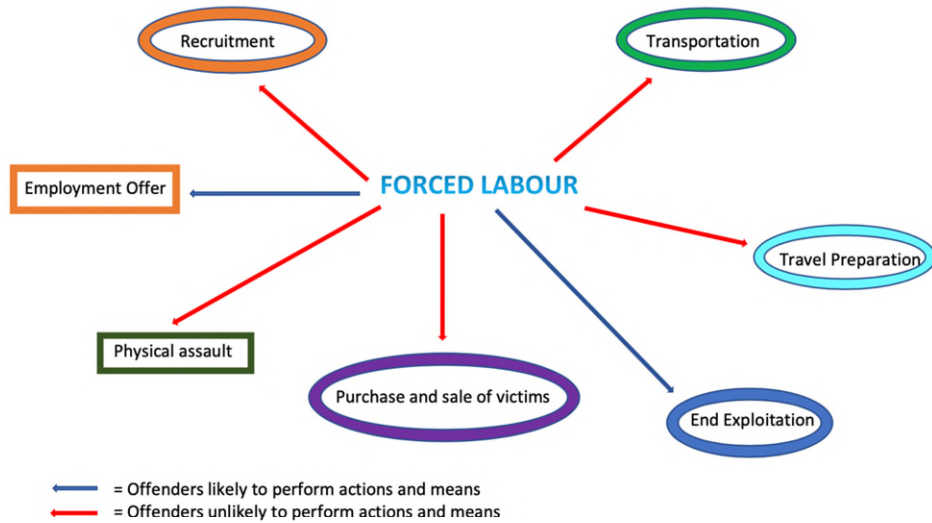 Recruitment
Transportation
FORCED LABOUR
Employment Offer
Travel Preparation
Physical assault
Purchase and sale of victims
End Exploitation
= Offenders likely to perform actions and means
= Offenders unlikely to perform actions and means